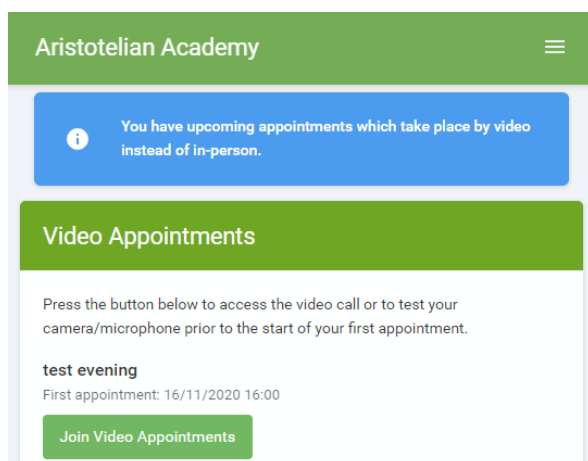 Aristotelian Academy
You have upcoming appointments which take place by video
instead of in-person.
Video Appointments
Press the button below to access the video call or to test your
camera/microphone prior to the start of your first appointment.
test evening
First appointment: 16/11/2020 16:00
Join Video Appointments